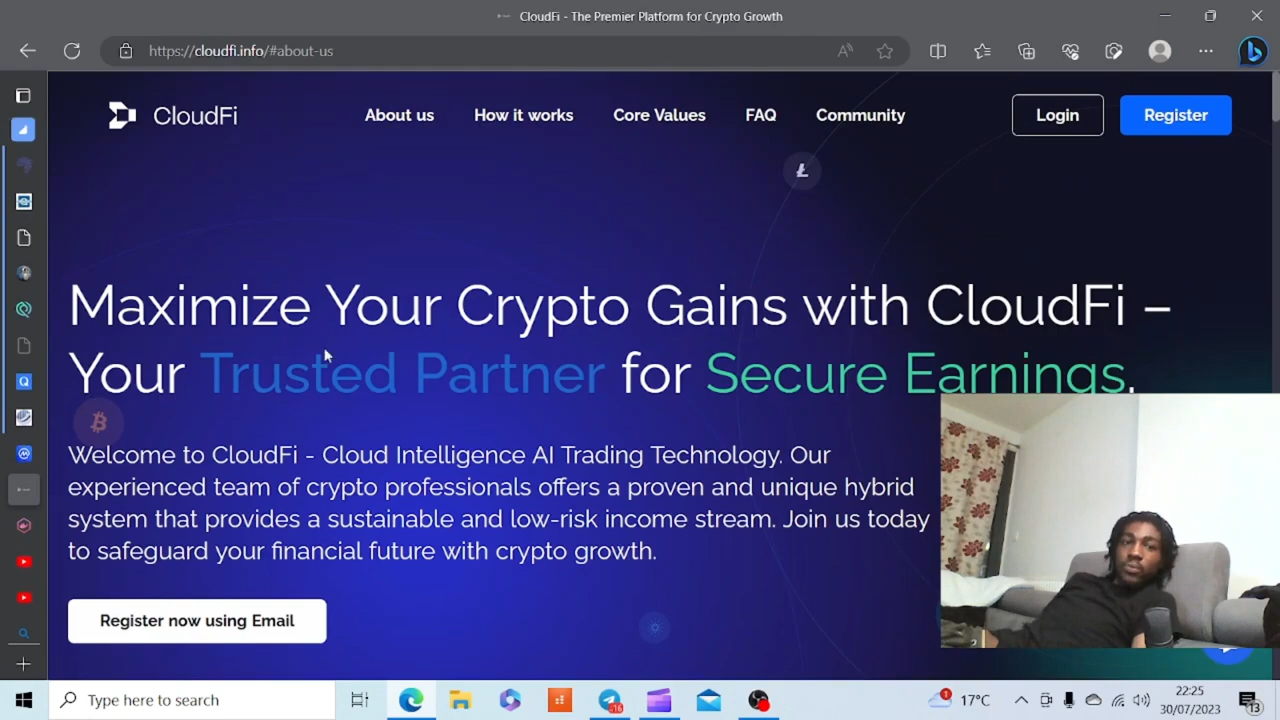 CloudFi - The Premier Platform for Crypto Growth
https://cloudfi.info/#about-us
CloudFi
About us
How it works
Core Values
FAQ
Community
Login
Register
Maximize Your Crypto Gains with CloudFi –
Your Trusted Partner for Secure Earnings.
Welcome to CloudFi - Cloud Intelligence AI Trading Technology. Our
experienced team of crypto professionals offers a proven and unique hybrid
system that provides a sustainable and low-risk income stream. Join us today
to safeguard your financial future with crypto growth.
Register now using Email
Type here to search
16
1
17°C
22:25
30/07/2023
13